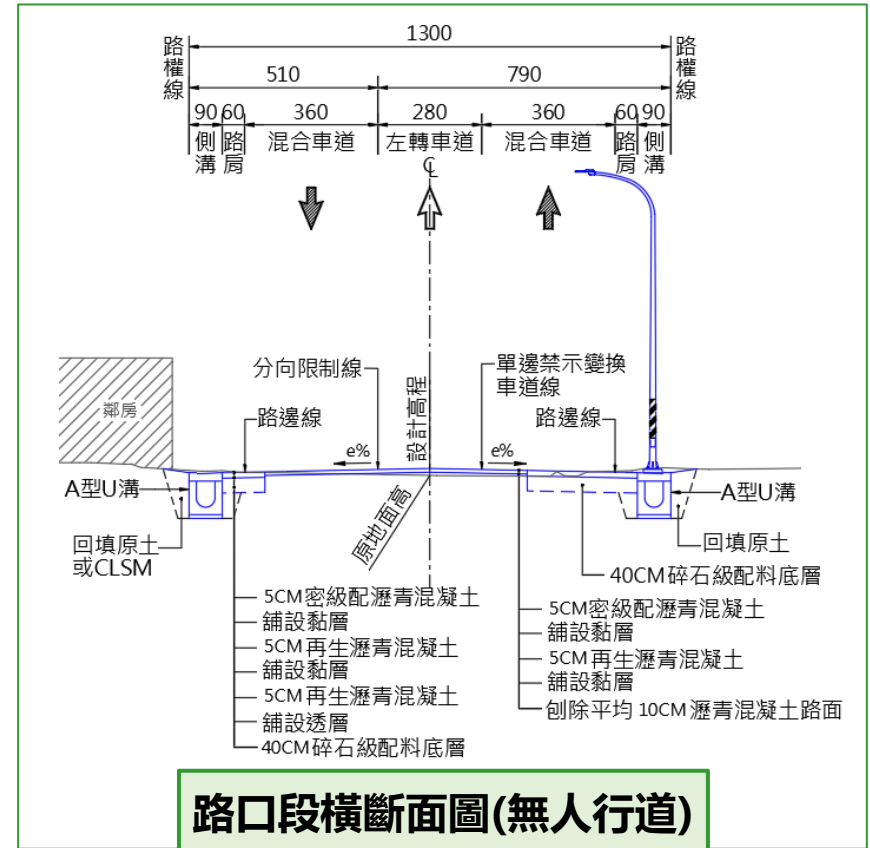 1300
路權線
路權線
510
790
90
60
360
280
360
60
90
側溝
路肩
混合車道
左轉車道
混合車道
路肩
側溝
℄
分向限制線
設計高程
單邊禁示變換
車道線
鄰房
路邊線
路邊線
e%
e%
A型U溝
A型U溝
原地面高
回填原土
或CLSM
回填原土
40CM碎石級配料底層
5CM密級配瀝青混凝土
舖設黏層
5CM再生瀝青混凝土
舖設黏層
5CM再生瀝青混凝土
舖設透層
40CM碎石級配料底層
5CM密級配瀝青混凝土
舖設黏層
5CM再生瀝青混凝土
舖設黏層
刨除平均10CM瀝青混凝土路面
路口段橫斷面圖(無人行道)